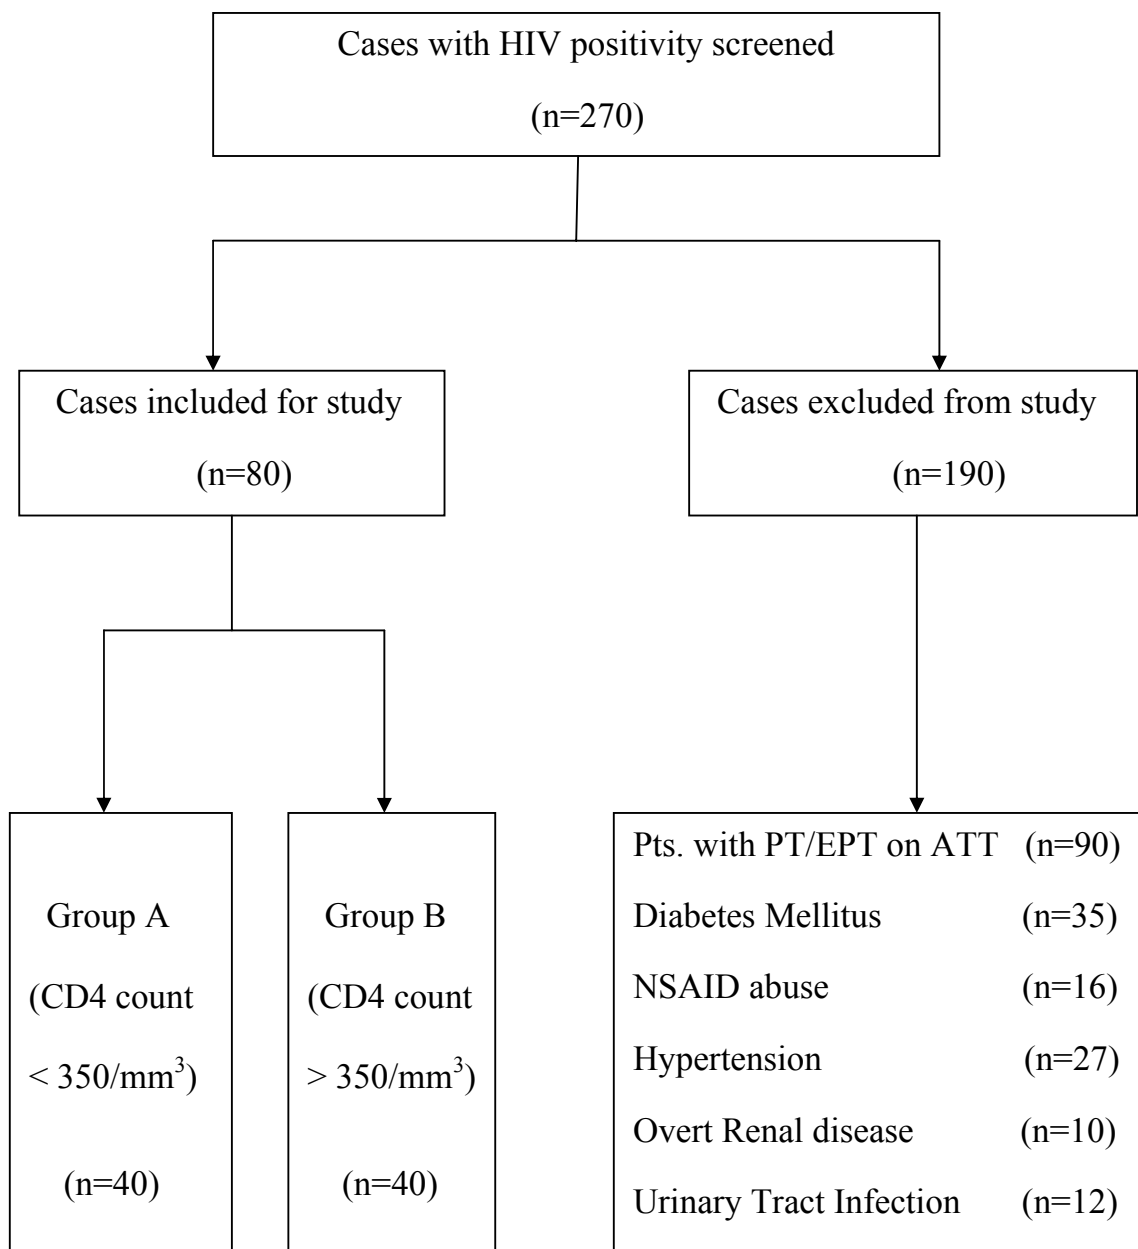 Cases with HIV positivity screened
(n=270)
Cases included for study
(n=80)
Cases excluded from study
(n=190)
Group A
(CD4 count
< 350/mm³)
(n=40)
Group B
(CD4 count
> 350/mm³)
(n=40)
Pts. with PT/EPT on ATT (n=90)
Diabetes Mellitus (n=35)
NSAID abuse (n=16)
Hypertension (n=27)
Overt Renal disease (n=10)
Urinary Tract Infection (n=12)